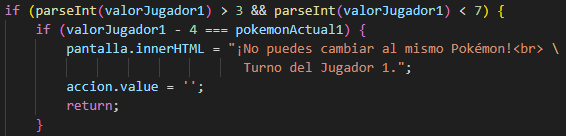 if (parseInt(valorJugador1) > 3 && parseInt(valorJugador1) < 7) {
if (valorJugador1 - 4 === pokemonActual1) {
pantalla.innerHTML = "¡No puedes cambiar al mismo Pokémon!<br> \
Turno del Jugador 1.";
accion.value = '';
return;
}